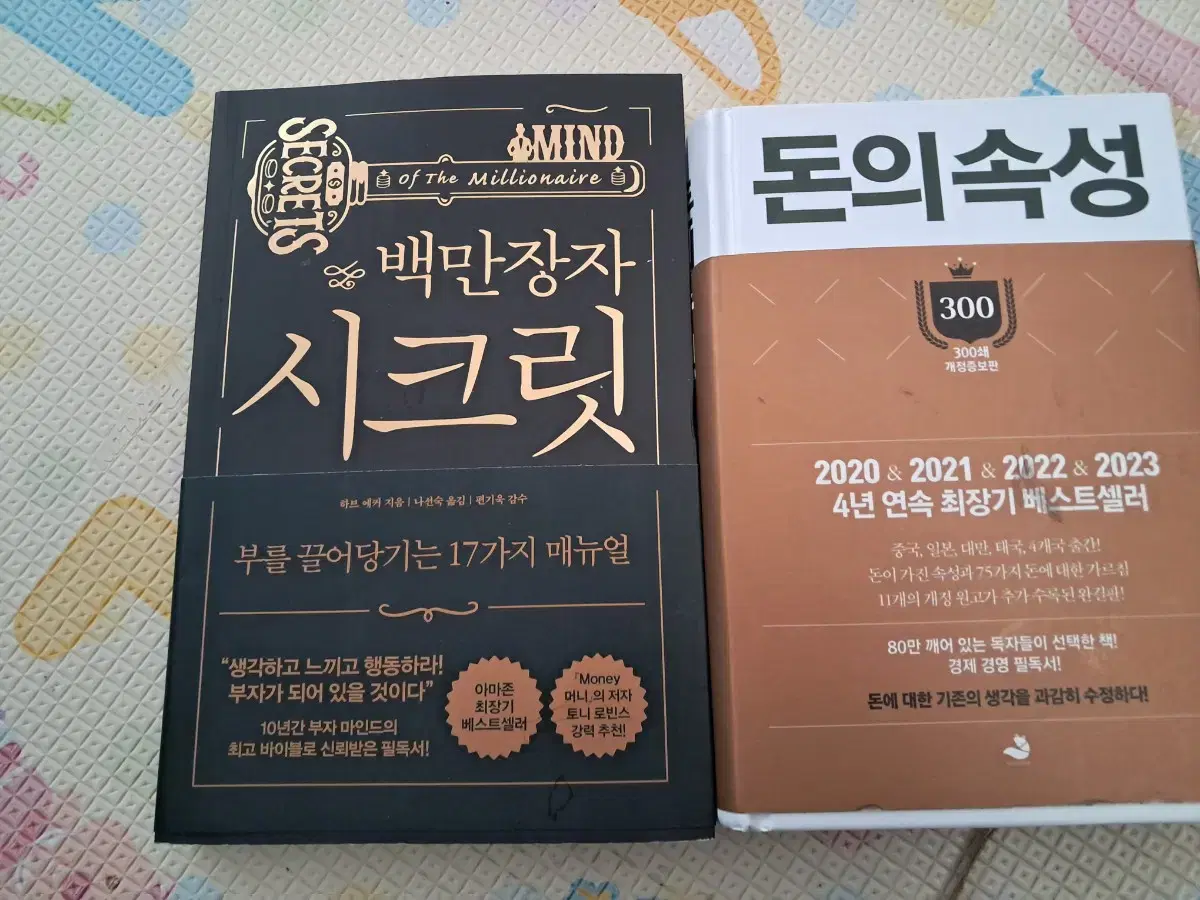 SECRETS
MIND
Of The Millionaire
백만장자
시크릿
하브 에커 지음 | 나선숙 옮김 | 편기욱 감수
부를 끌어당기는 17가지 매뉴얼
“생각하고 느끼고 행동하라!
부자가 되어 있을 것이다”
10년간 부자 마인드의
최고 바이블로 신뢰받은 필독서!
아마존
최장기
베스트셀러
『Money
머니』의 저자
토니 로빈스
강력 추천!
돈의 속성
300
300쇄
개정증보판
2020 & 2021 & 2022 & 2023
4년 연속 최장기 베스트셀러
중국, 일본, 대만, 태국, 4개국 출간!
돈이 가진 속성과 75가지 돈에 대한 가르침
11개의 개정 원고가 추가 수록된 완결판!
80만 깨어 있는 독자들이 선택한 책!
경제 경영 필독서!
돈에 대한 기존의 생각을 과감히 수정하다!